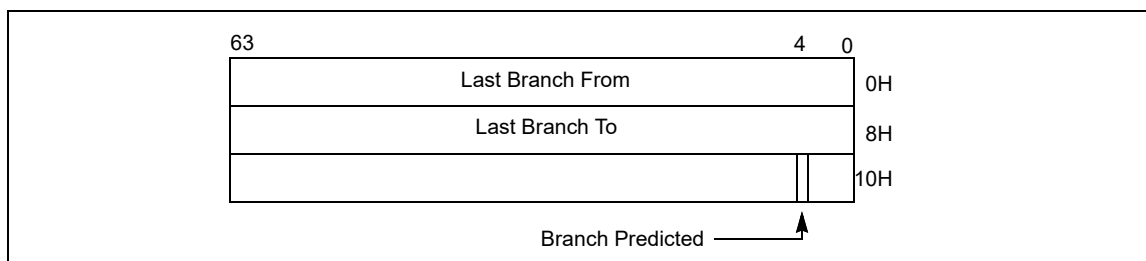 63 4 0
Last Branch From 0H
Last Branch To 8H
10H
Branch Predicted